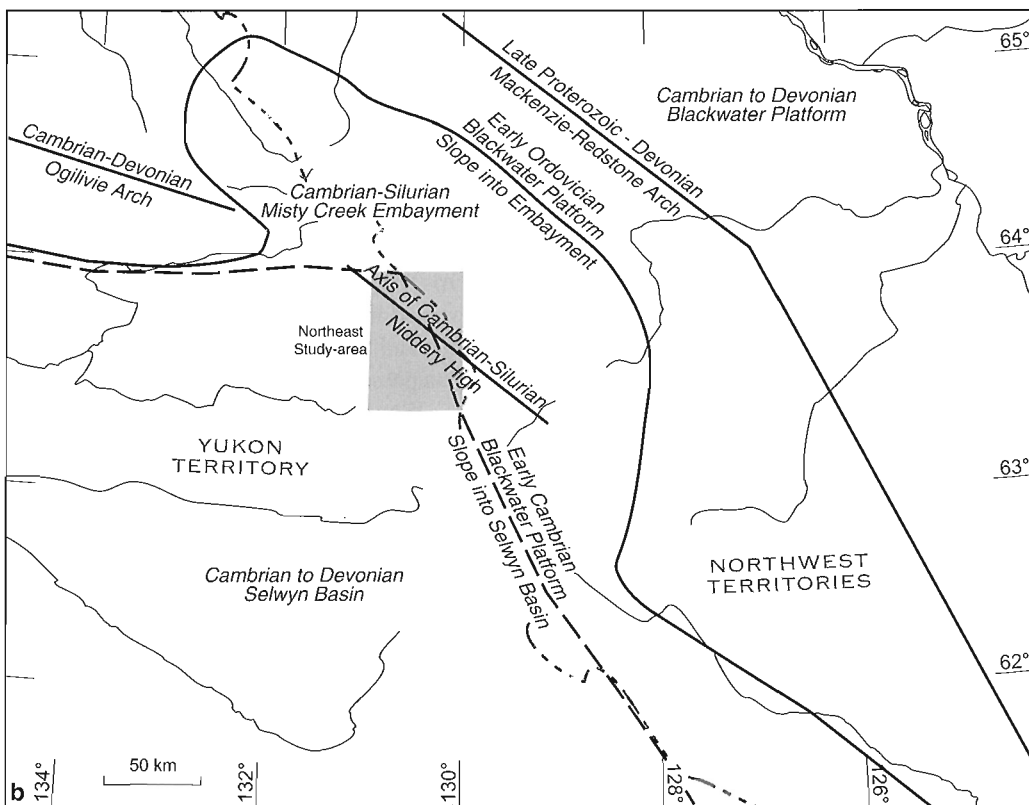 65°
Late Proterozoic - Devonian
Mackenzie-Redstone Arch
Cambrian to Devonian
Blackwater Platform
Early Ordovician
Blackwater Platform
Slope into Embayment
Cambrian-Devonian
Ogilivie Arch
Cambrian-Silurian
Misty Creek Embayment
64°
Axis of Cambrian-Silurian
Niddery High
Northeast
Study-area
YUKON
TERRITORY
63°
Early Cambrian
Blackwater Platform
Slope into Selwyn Basin
NORTHWEST
TERRITORIES
Cambrian to Devonian
Selwyn Basin
62°
b
134°
50 km
132°
130°
128°
126°